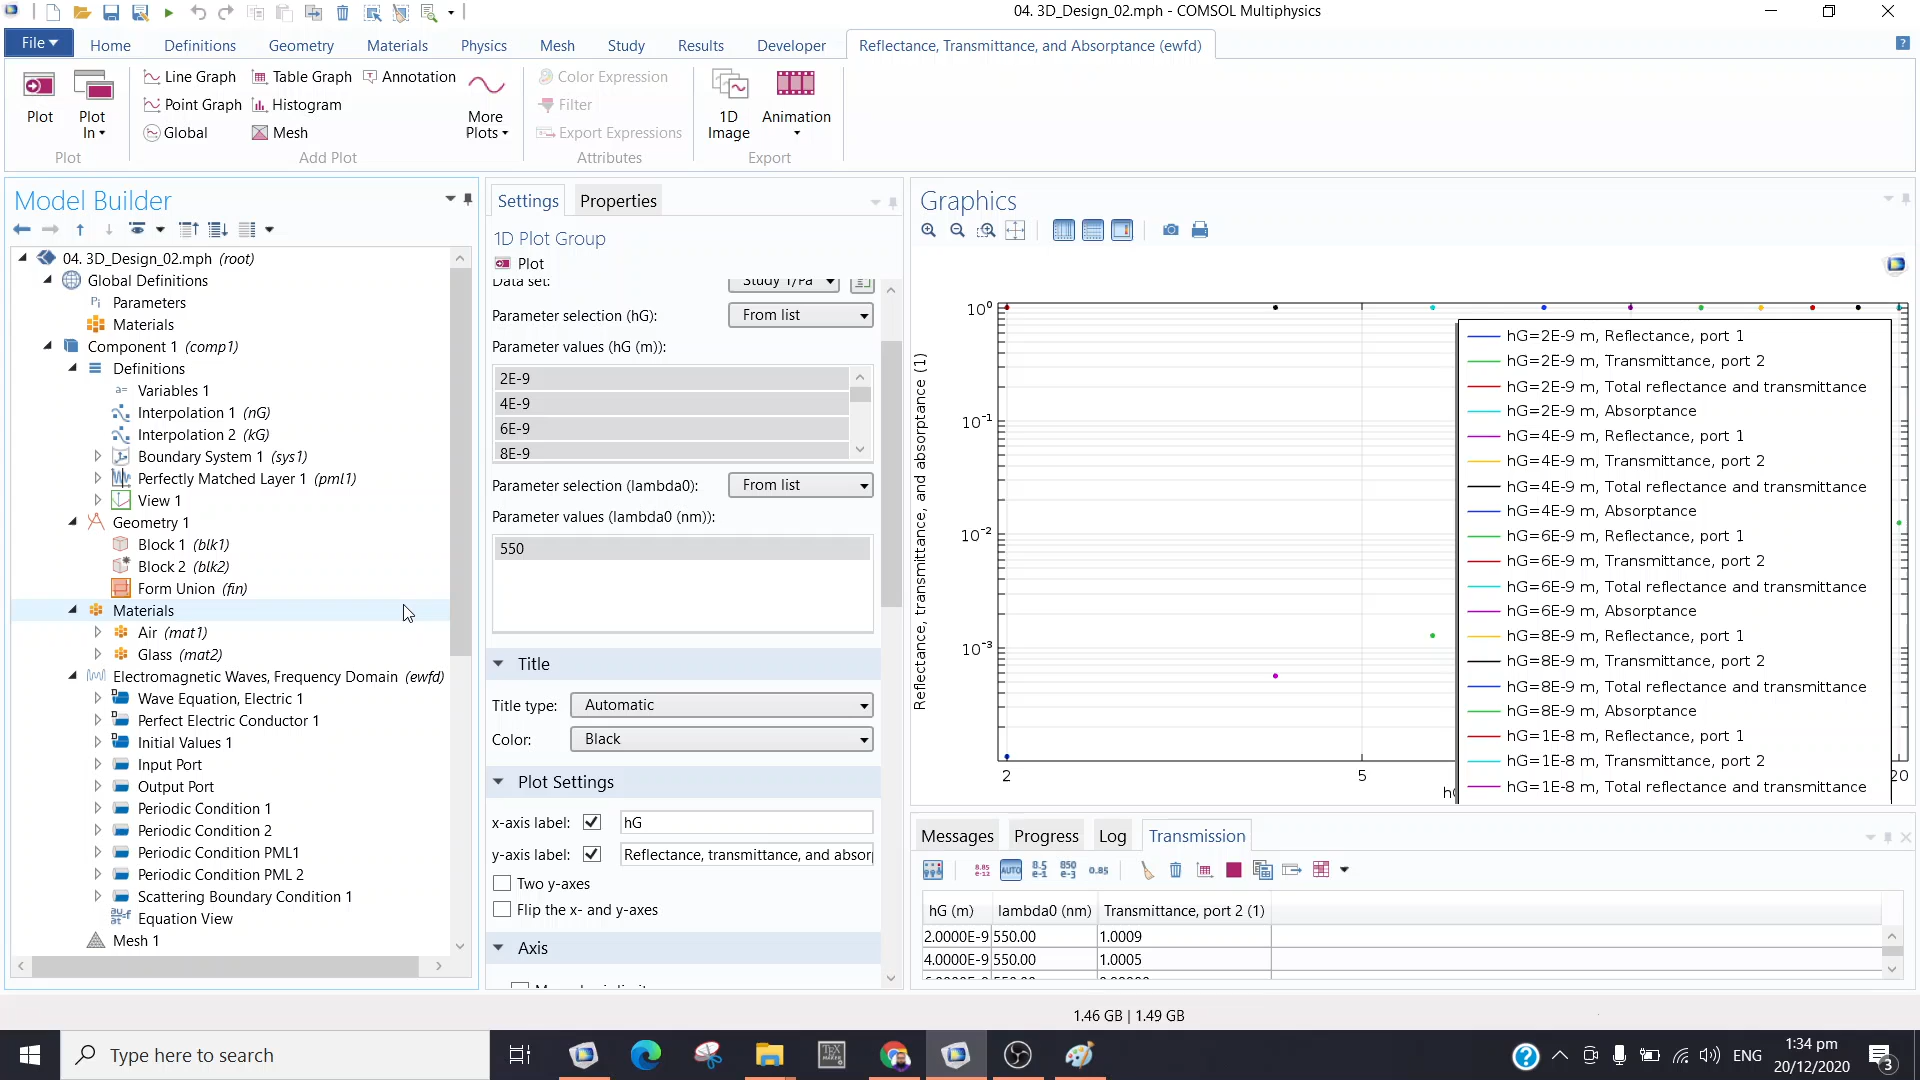 04. 3D_Design_02.mph - COMSOL Multiphysics
File
Home
Definitions
Geometry
Materials
Physics
Mesh
Study
Results
Developer
Reflectance, Transmittance, and Absorptance (ewfd)
Plot
Plot In
Line Graph
Table Graph
Annotation
Point Graph
Histogram
Global
Mesh
More Plots
Color Expression
Filter
Export Expressions
1D Image
Animation
Plot
Add Plot
Attributes
Export
Model Builder
04. 3D_Design_02.mph (root)
Global Definitions
Pi Parameters
Materials
Component 1 (comp1)
Definitions
a= Variables 1
Interpolation 1 (nG)
Interpolation 2 (kG)
Boundary System 1 (sys1)
Perfectly Matched Layer 1 (pml1)
View 1
Geometry 1
Block 1 (blk1)
Block 2 (blk2)
Form Union (fin)
Materials
Air (mat1)
Glass (mat2)
Electromagnetic Waves, Frequency Domain (ewfd)
Wave Equation, Electric 1
Perfect Electric Conductor 1
Initial Values 1
Input Port
Output Port
Periodic Condition 1
Periodic Condition 2
Periodic Condition PML1
Periodic Condition PML 2
Scattering Boundary Condition 1
Equation View
Mesh 1
Settings
Properties
1D Plot Group
Plot
Data set:
Study 1/Pa
Parameter selection (hG):
From list
Parameter values (hG (m)):
2E-9
4E-9
6E-9
8E-9
Parameter selection (lambda0):
From list
Parameter values (lambda0 (nm)):
550
Title
Title type:
Automatic
Color:
Black
Plot Settings
x-axis label:
hG
y-axis label:
Reflectance, transmittance, and absor
Two y-axes
Flip the x- and y-axes
Axis
Graphics
Reflectance, transmittance, and absorptance (1)
10⁰
10⁻¹
10⁻²
10⁻³
2
5
20
hG=2E-9 m, Reflectance, port 1
hG=2E-9 m, Transmittance, port 2
hG=2E-9 m, Total reflectance and transmittance
hG=2E-9 m, Absorptance
hG=4E-9 m, Reflectance, port 1
hG=4E-9 m, Transmittance, port 2
hG=4E-9 m, Total reflectance and transmittance
hG=4E-9 m, Absorptance
hG=6E-9 m, Reflectance, port 1
hG=6E-9 m, Transmittance, port 2
hG=6E-9 m, Total reflectance and transmittance
hG=6E-9 m, Absorptance
hG=8E-9 m, Reflectance, port 1
hG=8E-9 m, Transmittance, port 2
hG=8E-9 m, Total reflectance and transmittance
hG=8E-9 m, Absorptance
hG=1E-8 m, Reflectance, port 1
hG=1E-8 m, Transmittance, port 2
hG=1E-8 m, Total reflectance and transmittance
Messages
Progress
Log
Transmission
8.85 e-12
AUTO
8.5 e-1
850 e-3
0.85
hG (m)
lambda0 (nm)
Transmittance, port 2 (1)
2.0000E-9
550.00
1.0009
4.0000E-9
550.00
1.0005
1.46 GB | 1.49 GB
Type here to search
ENG
1:34 pm
20/12/2020
3